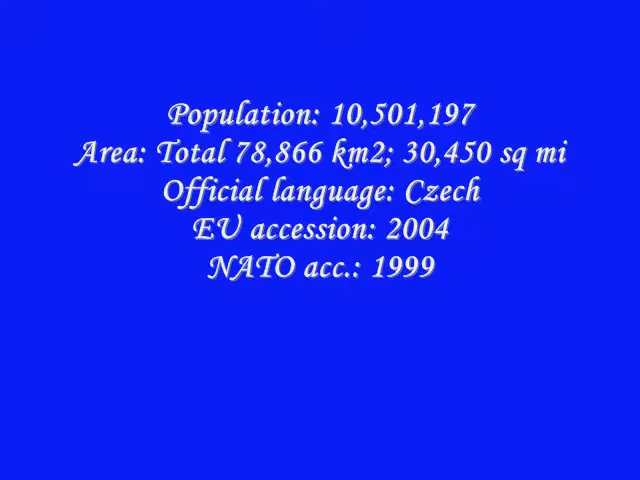 Population: 10,501,197
Area: Total 78,866 km2; 30,450 sq mi
Official language: Czech
EU accession: 2004
NATO acc.: 1999